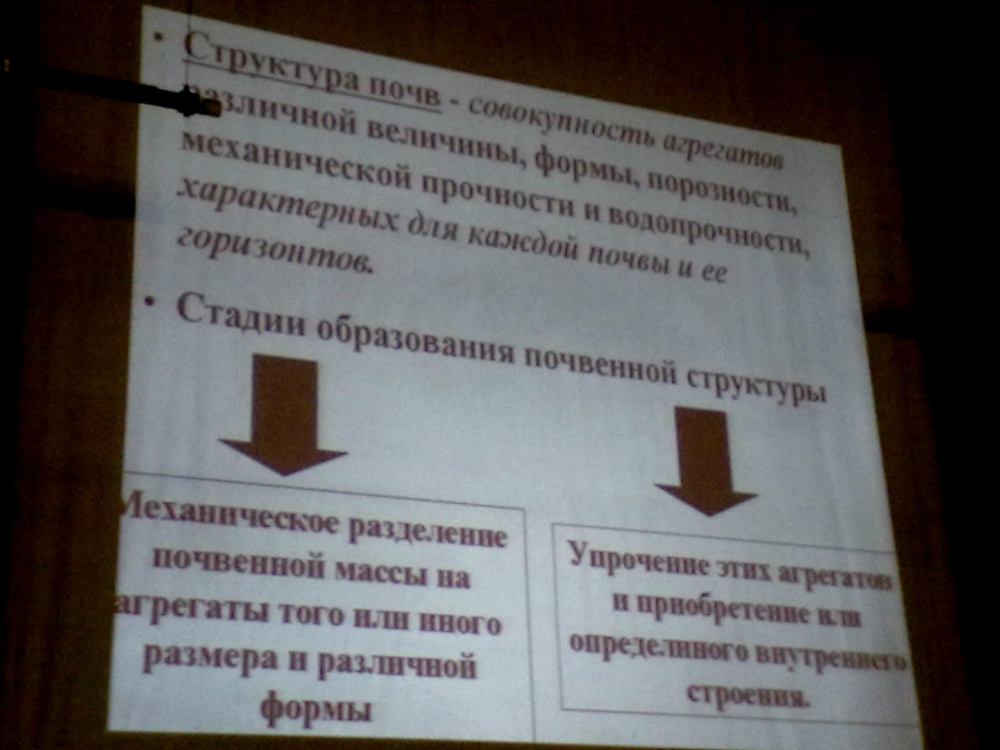 • Структура почв - совокупность агрегатов
различной величины, формы, порозности,
механической прочности и водопрочности,
характерных для каждой почвы и ее
горизонтов.
• Стадии образования почвенной структуры
Механическое разделение
почвенной массы на
агрегаты того или иного
размера и различной
формы
Упрочение этих агрегатов
и приобретение или
определнного внутреннего
строения.